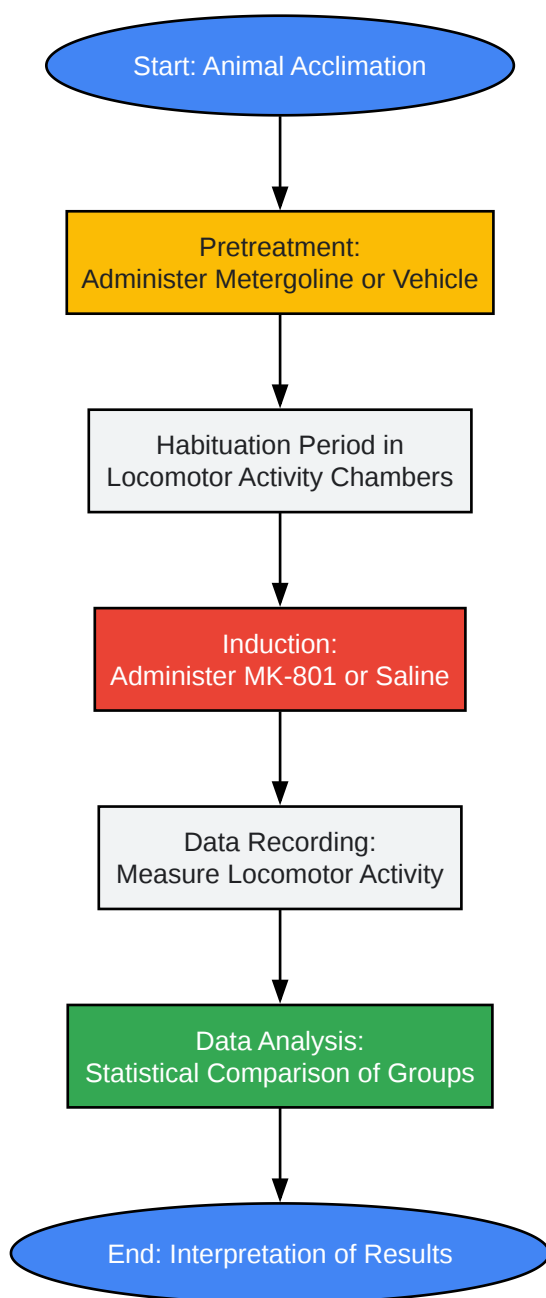 Start: Animal Acclimation
Pretreatment:
Administer Metergoline or Vehicle
Habituation Period in
Locomotor Activity Chambers
Induction:
Administer MK-801 or Saline
Data Recording:
Measure Locomotor Activity
Data Analysis:
Statistical Comparison of Groups
End: Interpretation of Results